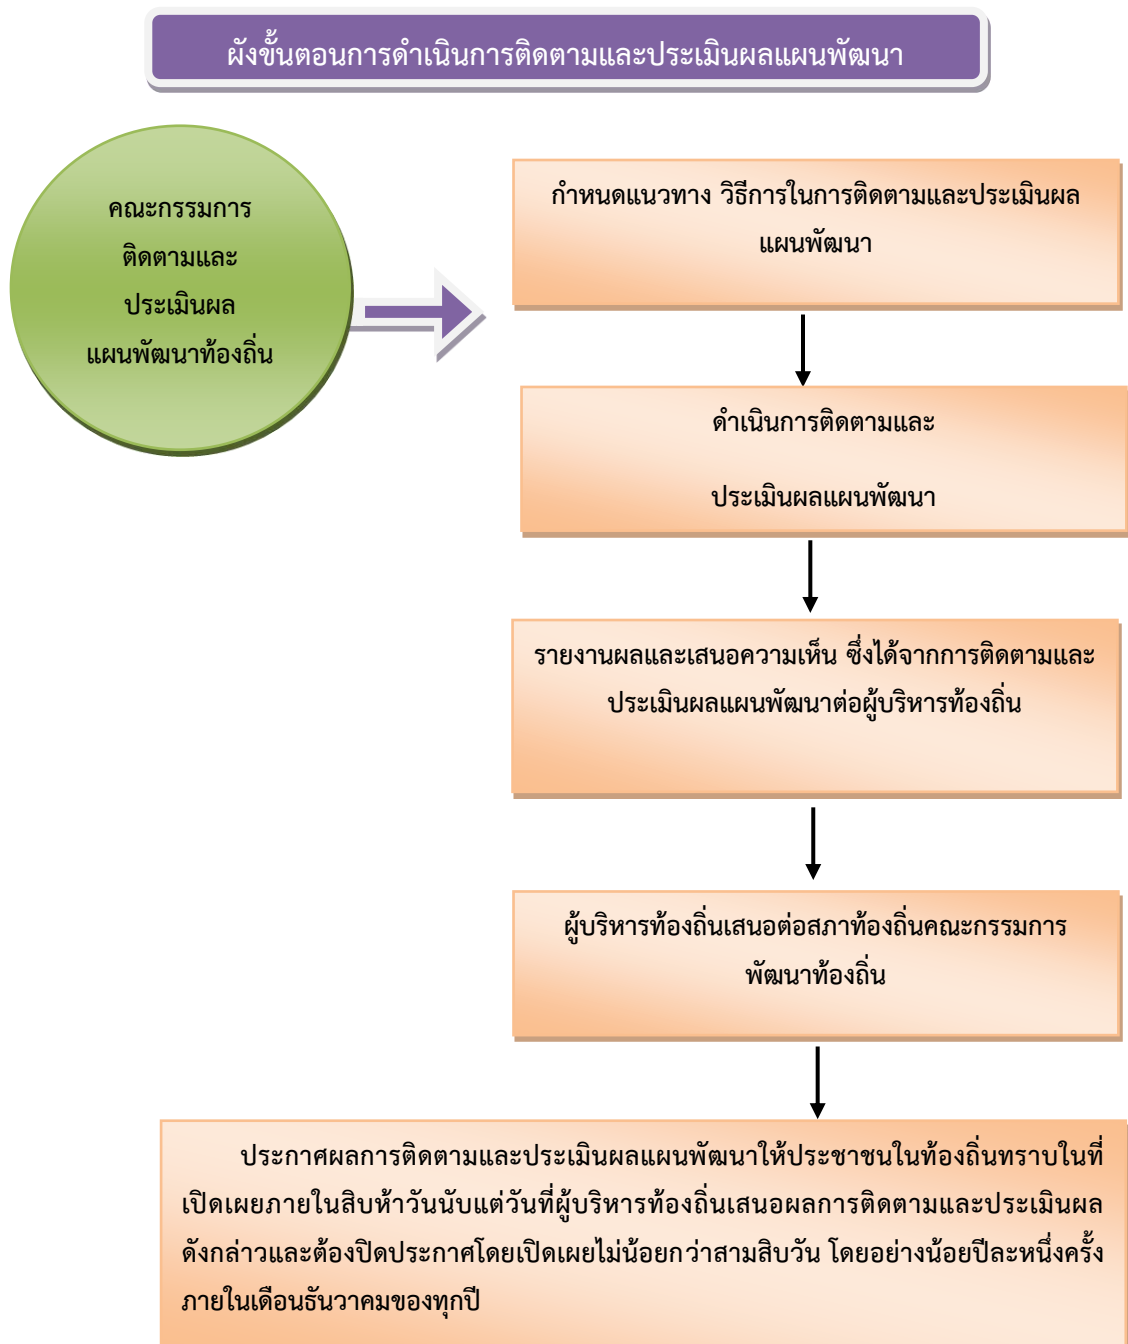 ผังขั้นตอนการดำเนินการติดตามและประเมินผลแผนพัฒนา
คณะกรรมการ
ติดตามและ
ประเมินผล
แผนพัฒนาท้องถิ่น
กำหนดแนวทาง วิธีการในการติดตามและประเมินผล
แผนพัฒนา
ดำเนินการติดตามและ
ประเมินผลแผนพัฒนา
รายงานผลและเสนอความเห็น ซึ่งได้จากการติดตามและ
ประเมินผลแผนพัฒนาต่อผู้บริหารท้องถิ่น
ผู้บริหารท้องถิ่นเสนอต่อสภาท้องถิ่นคณะกรรมการ
พัฒนาท้องถิ่น
ประกาศผลการติดตามและประเมินผลแผนพัฒนาให้ประชาชนในท้องถิ่นทราบในที่
เปิดเผยภายในสิบห้าวันนับแต่วันที่ผู้บริหารท้องถิ่นเสนอผลการติดตามและประเมินผล
ดังกล่าวและต้องปิดประกาศโดยเปิดเผยไม่น้อยกว่าสามสิบวัน โดยอย่างน้อยปีละหนึ่งครั้ง
ภายในเดือนธันวาคมของทุกปี